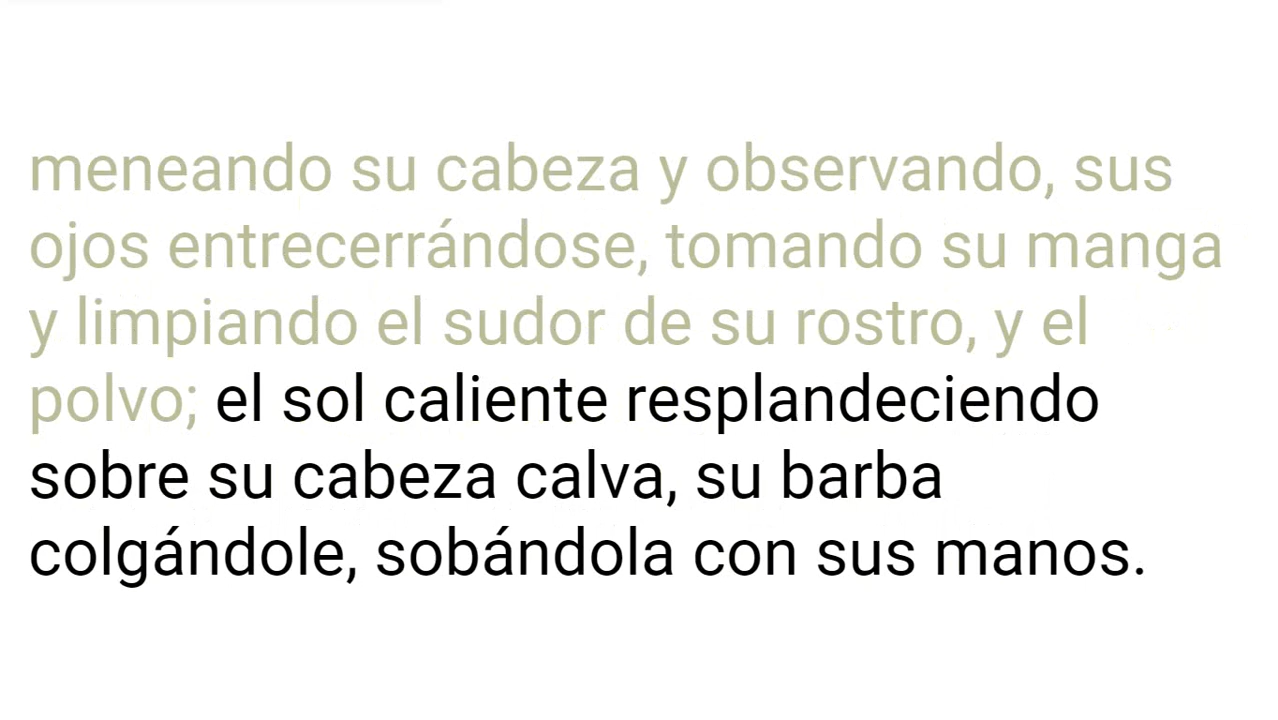 meneando su cabeza y observando, sus
ojos entrecerrándose, tomando su manga
y limpiando el sudor de su rostro, y el
polvo; el sol caliente resplandeciendo
sobre su cabeza calva, su barba
colgándole, sobándola con sus manos.